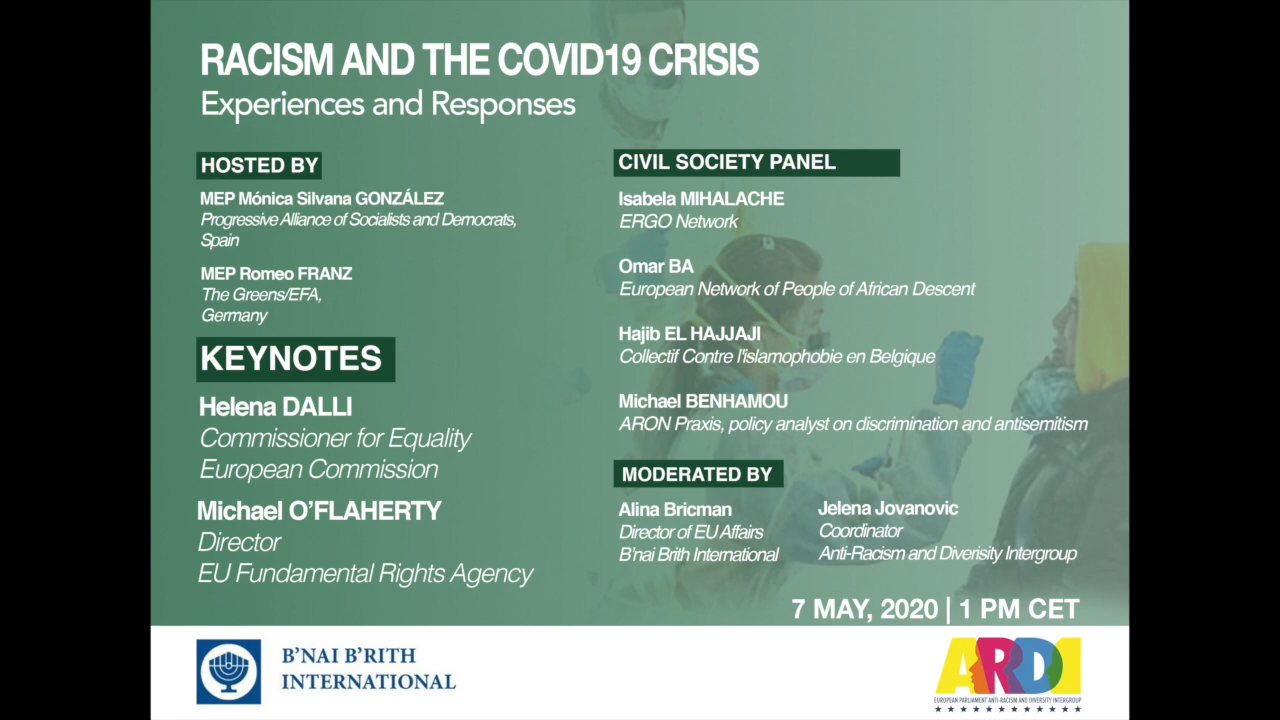 RACISM AND THE COVID19 CRISIS
Experiences and Responses
HOSTED BY
MEP Mónica Silvana GONZÁLEZ
Progressive Alliance of Socialists and Democrats,
Spain
MEP Romeo FRANZ
The Greens/EFA,
Germany
KEYNOTES
Helena DALLI
Commissioner for Equality
European Commission
Michael O'FLAHERTY
Director
EU Fundamental Rights Agency
CIVIL SOCIETY PANEL
Isabela MIHALACHE
ERGO Network
Omar BA
European Network of People of African Descent
Hajib EL HAJJAJI
Collectif Contre l'islamophobie en Belgique
Michael BENHAMOU
ARON Praxis, policy analyst on discrimination and antisemitism
MODERATED BY
Alina Bricman
Director of EU Affairs
B'nai Brith International
Jelena Jovanovic
Coordinator
Anti-Racism and Diverisity Intergroup
7 MAY, 2020 | 1 PM CET
B'NAI B'RITH
INTERNATIONAL
ARDI
EUROPEAN PARLIAMENT ANTI-RACISM AND DIVERSITY INTERGROUP